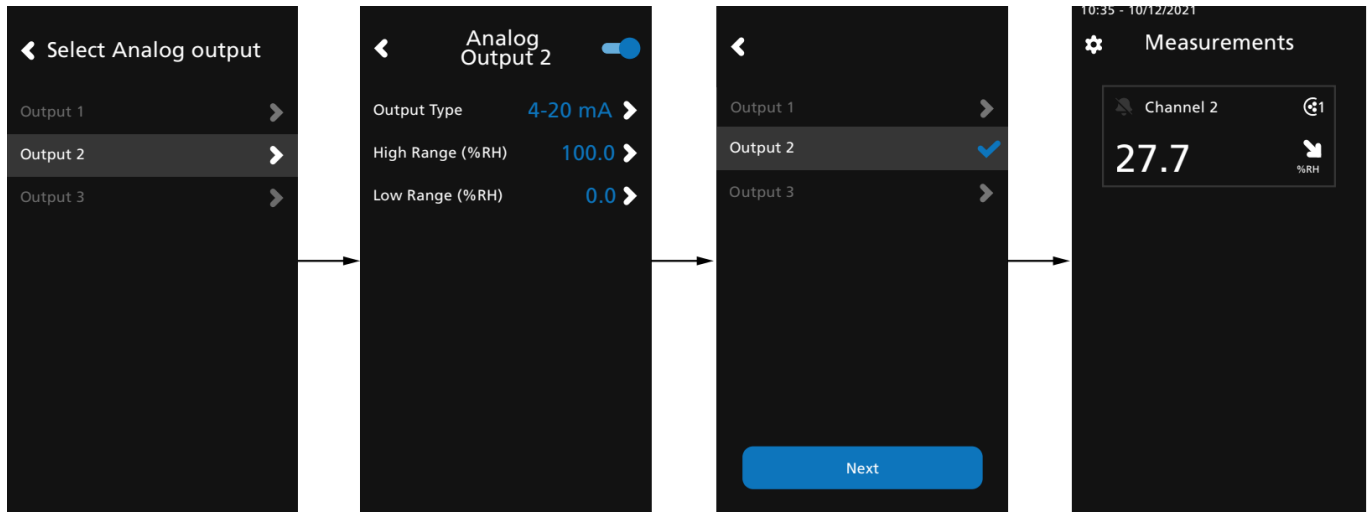 Select Analog output
Output 1
Output 2
Output 3
Analog
Output 2
Output Type 4-20 mA
High Range (%RH) 100.0
Low Range (%RH) 0.0
Output 1
Output 2
Output 3
Next
10:35 - 10/12/2021
Measurements
Channel 2 1
27.7 %RH